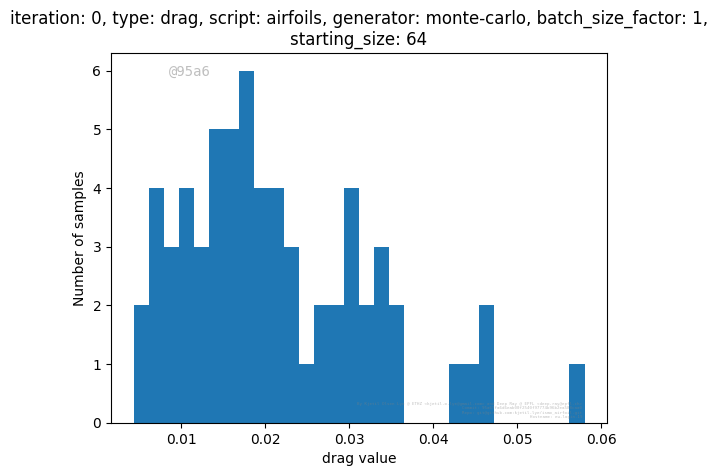 iteration: 0, type: drag, script: airfoils, generator: monte-carlo, batch_size_factor: 1,
starting_size: 64
@95a6
6
5
4
3
2
1
0
Number of samples
0.01 0.02 0.03 0.04 0.05 0.06
drag value